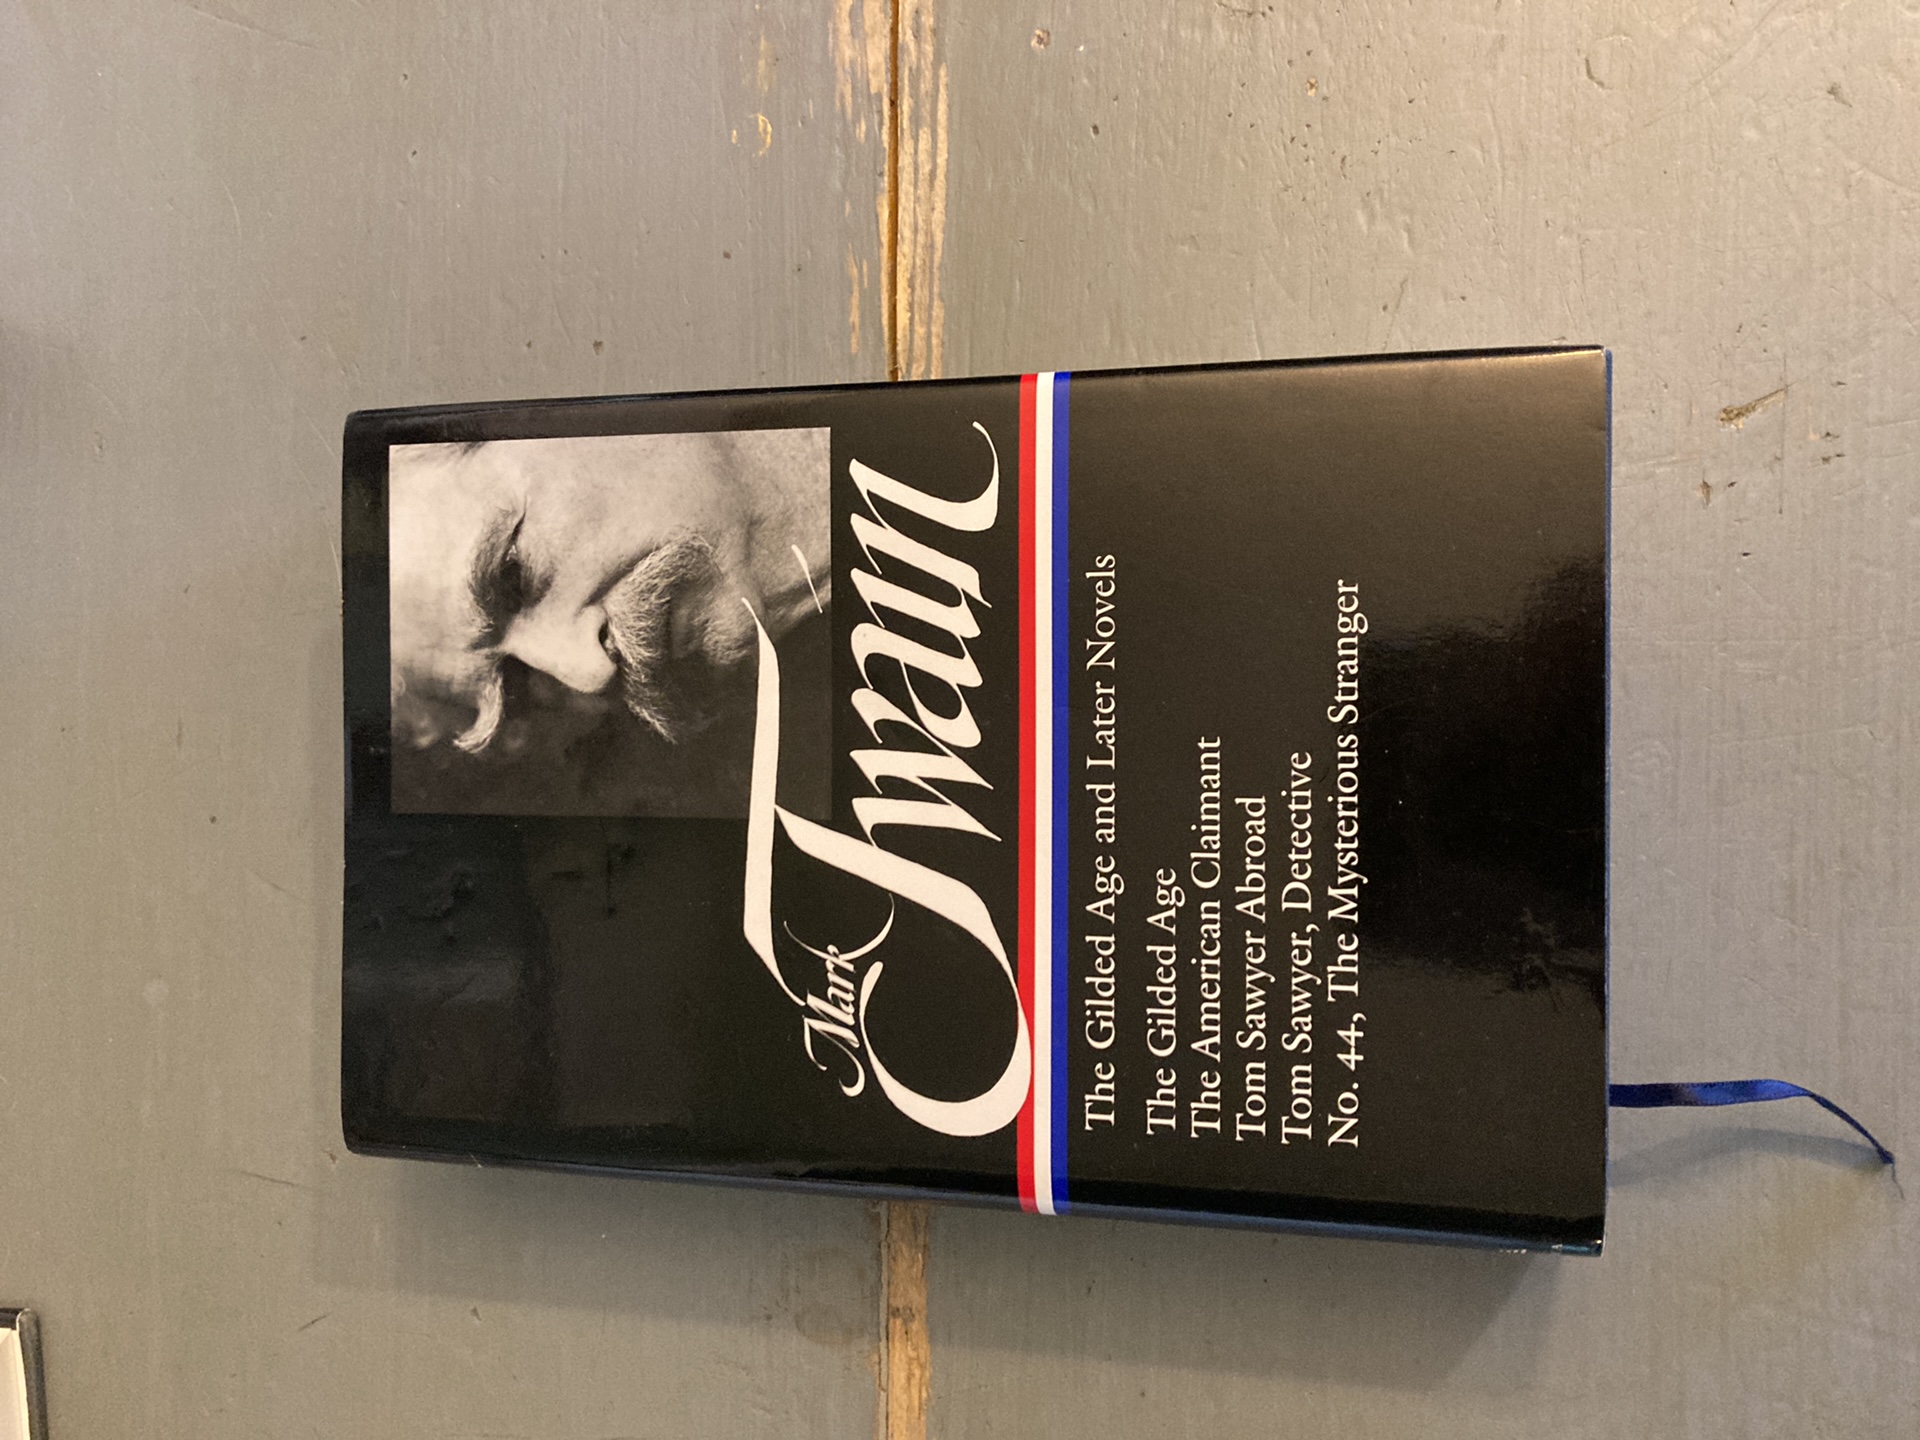 Mark
Twain
The Gilded Age and Later Novels
The Gilded Age
The American Claimant
Tom Sawyer Abroad
Tom Sawyer, Detective
No. 44, The Mysterious Stranger